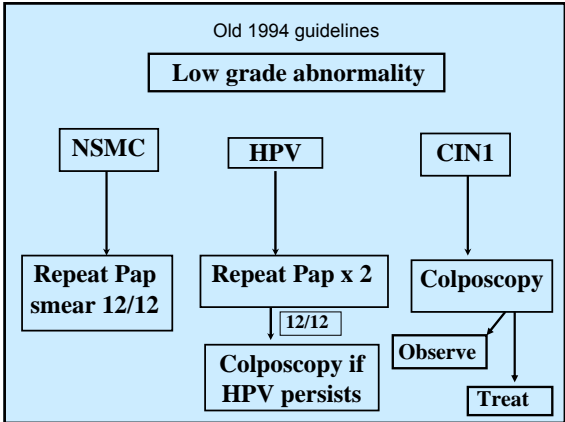 Old 1994 guidelines
Low grade abnormality
NSMC
HPV
CIN1
Repeat Pap
smear 12/12
Repeat Pap x 2
Colposcopy
12/12
Observe
Colposcopy if
HPV persists
Treat